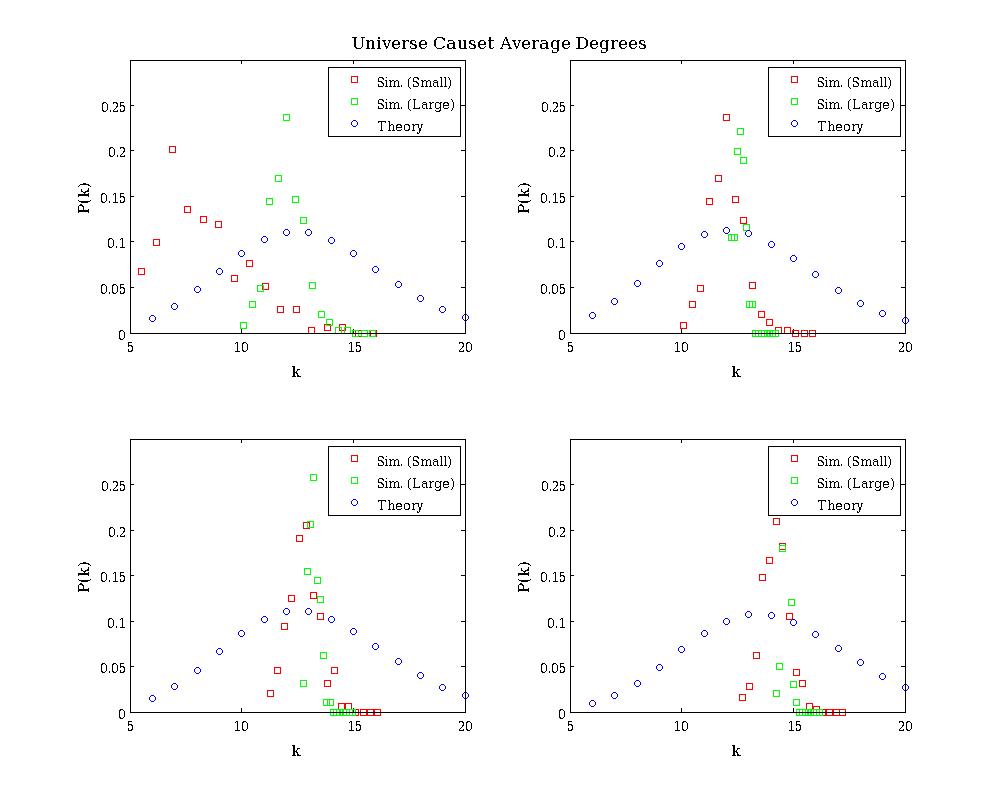 Universe Causet Average Degrees
Sim. (Small)
Sim. (Large)
Theory
0.25
0.2
0.15
0.1
0.05
0
P(k)
5 10 15 20
k
Sim. (Small)
Sim. (Large)
Theory
0.25
0.2
0.15
0.1
0.05
0
P(k)
5 10 15 20
k
Sim. (Small)
Sim. (Large)
Theory
0.25
0.2
0.15
0.1
0.05
0
P(k)
5 10 15 20
k
Sim. (Small)
Sim. (Large)
Theory
0.25
0.2
0.15
0.1
0.05
0
P(k)
5 10 15 20
k